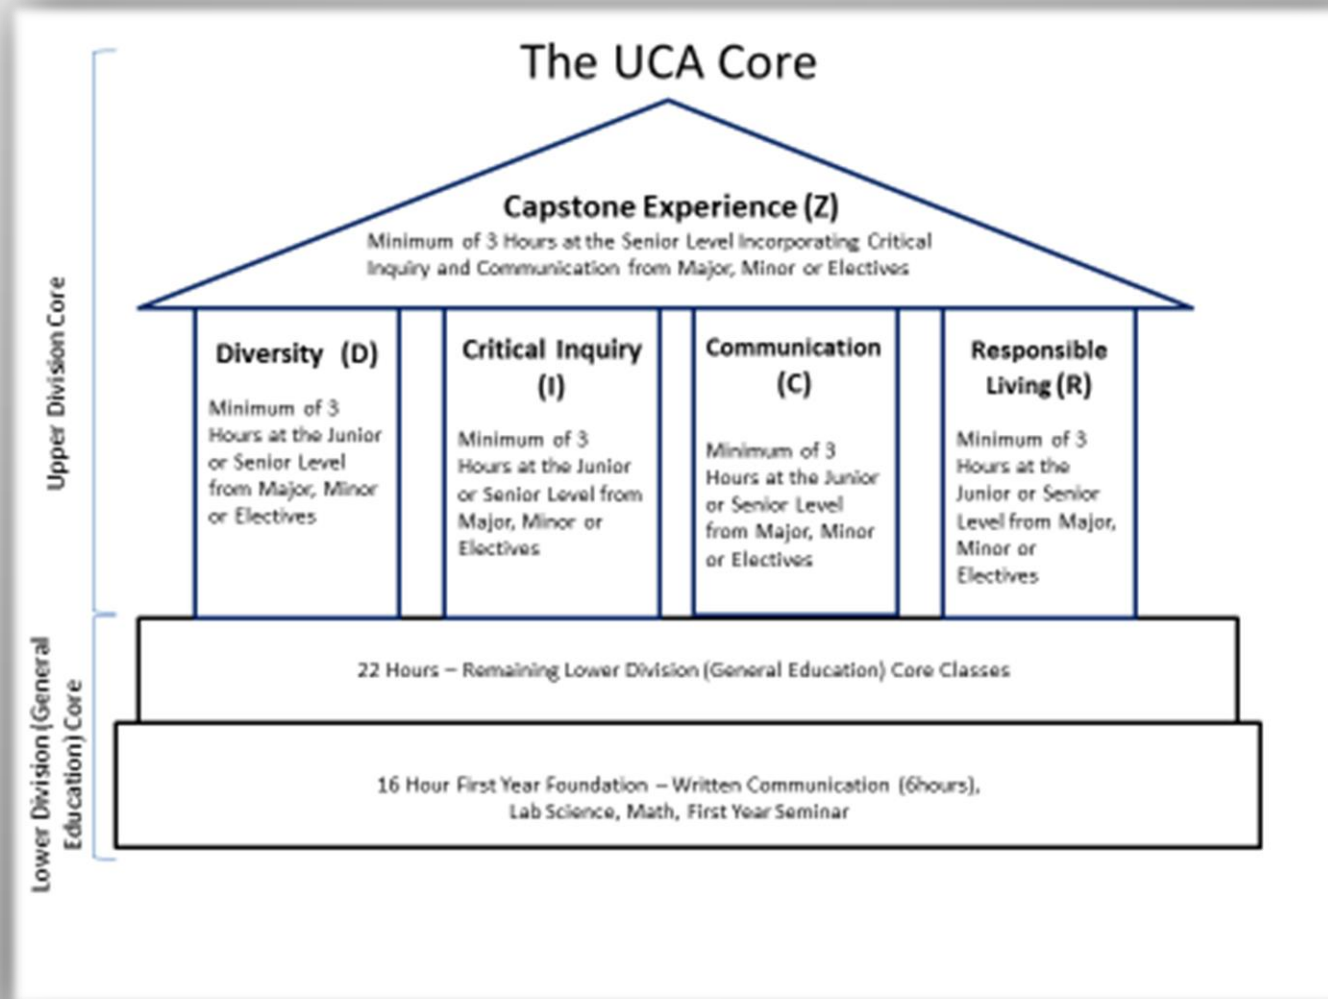 The UCA Core
Capstone Experience (Z)
Minimum of 3 Hours at the Senior Level Incorporating Critical
Inquiry and Communication from Major, Minor or Electives
Upper Division Core
Diversity (D)
Minimum of 3
Hours at the Junior
or Senior Level
from Major, Minor
or Electives
Critical Inquiry
(I)
Minimum of 3
Hours at the Junior
or Senior Level from
Major, Minor or
Electives
Communication
(C)
Minimum of 3
Hours at the Junior
or Senior Level
from Major, Minor
or Electives
Responsible
Living (R)
Minimum of 3
Hours at the
Junior or Senior
Level from Major,
Minor or
Electives
Lower Division (General
Education) Core
22 Hours – Remaining Lower Division (General Education) Core Classes
16 Hour First Year Foundation – Written Communication (6hours),
Lab Science, Math, First Year Seminar